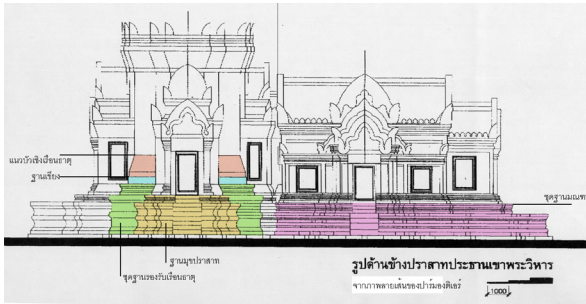 แนวบัวเชิงเรือนธาตุ
ฐานเขียง
ชุดฐานมณฑป
ฐานมุขปราสาท
ชุดฐานรองรับเรือนธาตุ
รูปด้านข้างปราสาทประธานเขาพระวิหาร
จากภาพลายเส้นของปาร์มองติเอร์
1000